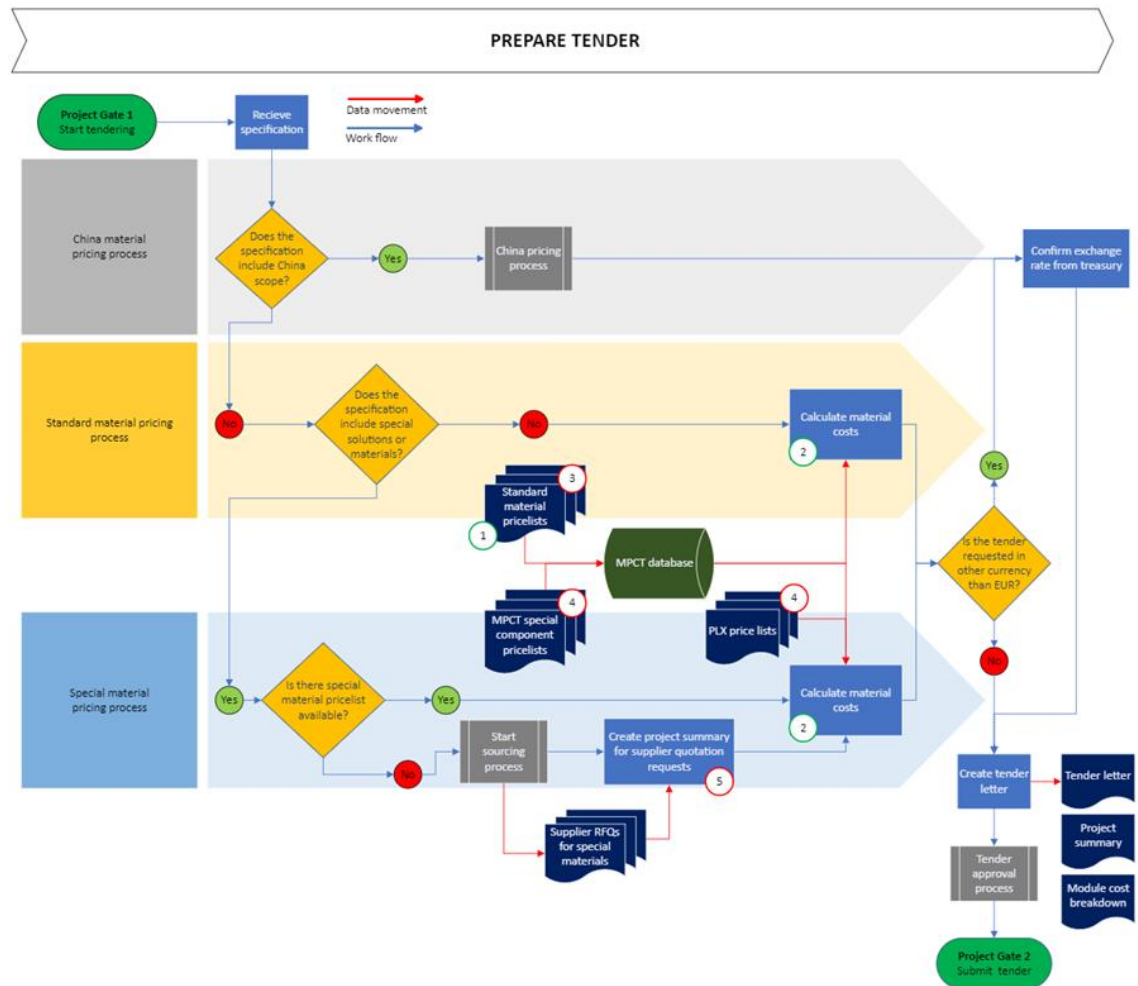 PREPARE TENDER
Project Gate 1
Start tendering
Recieve
specification
Data movement
Work flow
China material
pricing process
Does the
specification
include China
scope?
Yes
China pricing
process
Confirm exchange
rate from treasury
Standard material pricing
process
No
Does the
specification
include special
solutions or
materials?
No
Calculate material
costs
2
Yes
Is the tender
requested in
other currency
than EUR?
No
3
Standard
material
pricelists
1
MPCT database
4
MPCT special
component
pricelists
4
PLX price lists
Special material
pricing process
Yes
Is there special
material pricelist
available?
Yes
Calculate material
costs
2
No
Start
sourcing
process
Create project summary
for supplier quotation
requests
5
Supplier RFQs
for special
materials
Create tender
letter
Tender letter
Project
summary
Module cost
breakdown
Tender
approval
process
Project Gate 2
Submit tender